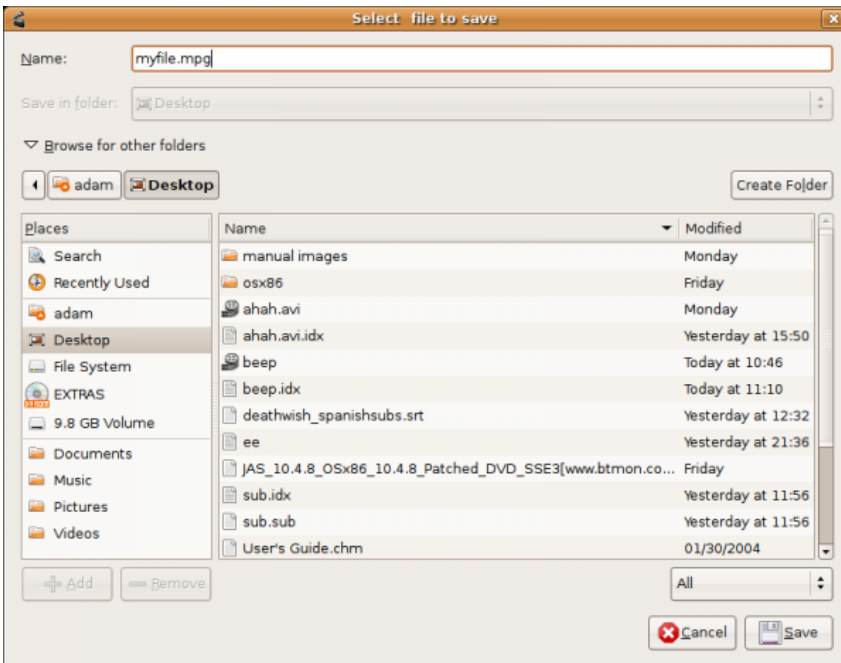 Select file to save
Name: myfile.mpg
Save in folder: Desktop
Browse for other folders
adam Desktop Create Folder
Places Name Modified
Search manual images Monday
Recently Used osx86 Friday
adam ahah.avi Monday
Desktop ahah.avi.idx Yesterday at 15:50
File System beep Today at 10:46
EXTRAS beep.idx Today at 11:10
9.8 GB Volume deathwish_spanishsubs.srt Yesterday at 12:32
ee Yesterday at 21:36
Documents JAS_10.4.8_OSx86_10.4.8_Patched_DVD_SSE3[www.btmon.co... Friday
Music sub.idx Yesterday at 11:56
Pictures sub.sub Yesterday at 11:56
Videos User's Guide.chm 01/30/2004
Add Remove All
Cancel Save